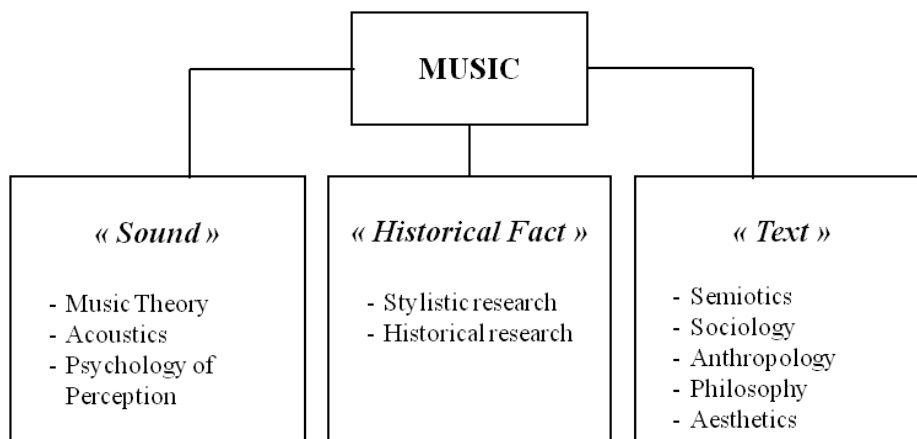 MUSIC
« Sound »
- Music Theory
- Acoustics
- Psychology of
Perception
« Historical Fact »
- Stylistic research
- Historical research
« Text »
- Semiotics
- Sociology
- Anthropology
- Philosophy
- Aesthetics